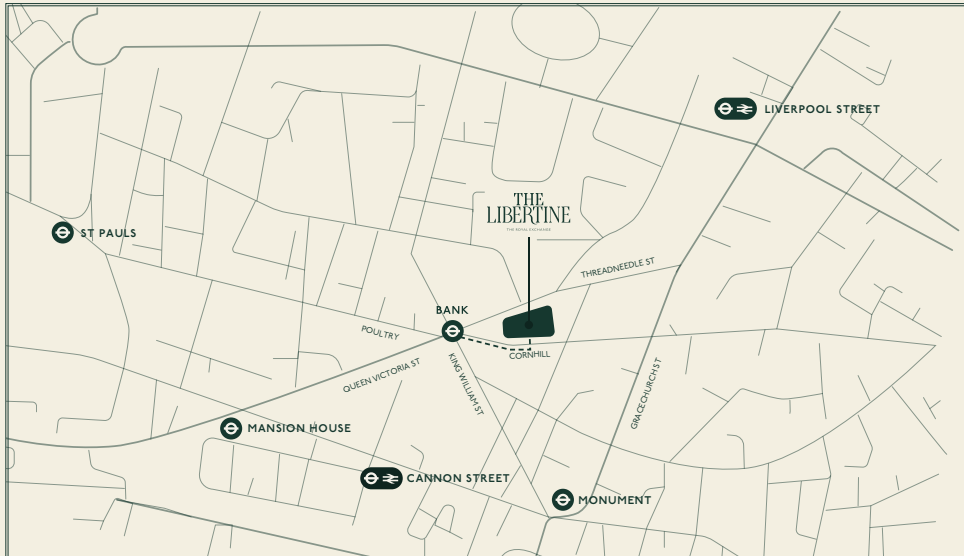 LIVERPOOL STREET
THE
LIBERTINE
THE ROYAL EXCHANGE
ST PAULS
THREADNEEDLE ST
BANK
POULTRY
CORNHILL
QUEEN VICTORIA ST
KING WILLIAM ST
GRACECHURCH ST
MANSION HOUSE
CANNON STREET
MONUMENT